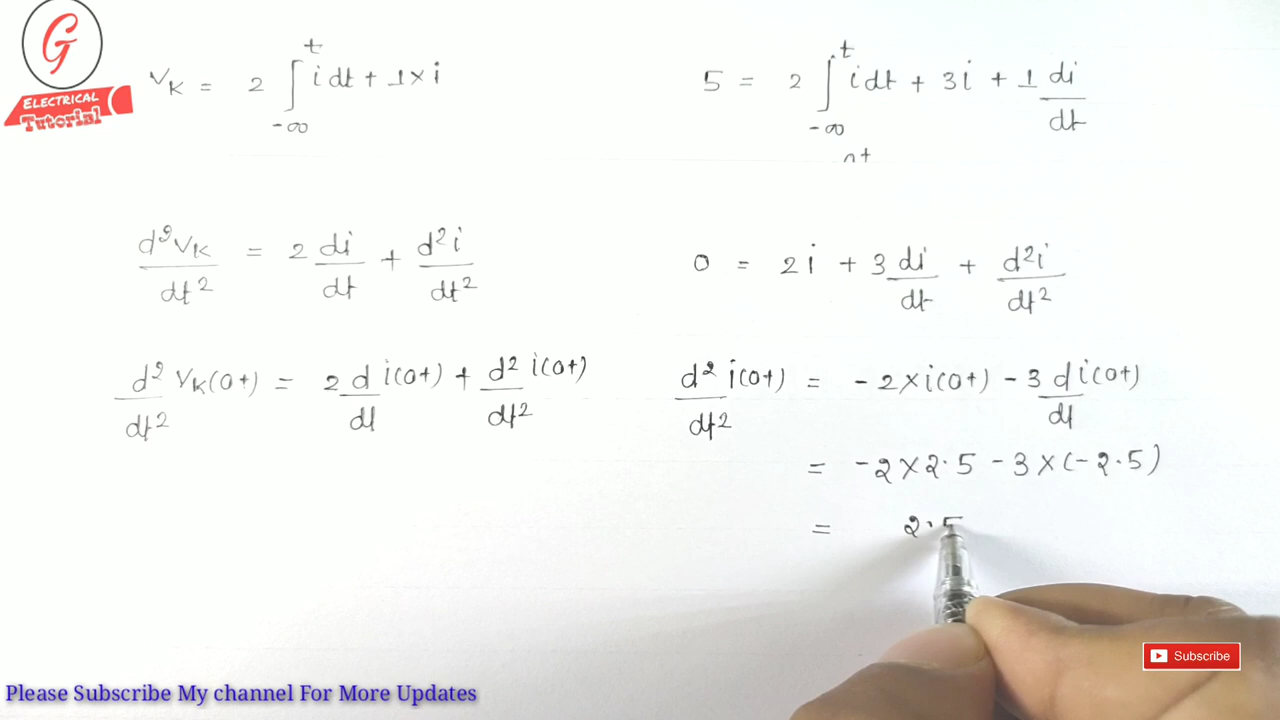 G
ELECTRICAL
Tutorial
V_K = 2 ∫_{-∞}^{t} i dt + 1 × i
5 = 2 ∫_{-∞}^{t} i dt + 3i + 1 di/dt
0+
d²V_K/dt² = 2 di/dt + d²i/dt²
0 = 2i + 3 di/dt + d²i/dt²
d²/dt² V_K(0+) = 2 d/dt i(0+) + d²/dt² i(0+)
d²/dt² i(0+) = -2 × i(0+) - 3 d/dt i(0+)
= -2 × 2.5 - 3 × (-2.5)
= 2.5
Subscribe
Please Subscribe My channel For More Updates